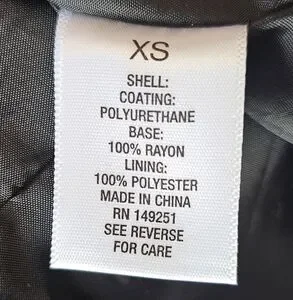 XS
SHELL:
COATING:
POLYURETHANE
BASE:
100% RAYON
LINING:
100% POLYESTER
MADE IN CHINA
RN 149251
SEE REVERSE
FOR CARE